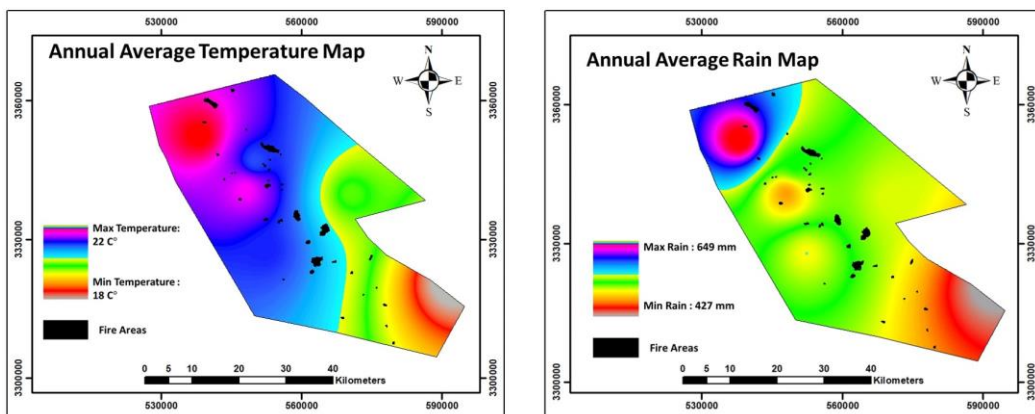 530000 560000 590000
Annual Average Temperature Map
N
W E
S
3360000 3360000
3330000 3330000
3300000 3300000
Max Temperature:
22 C°
Min Temperature :
18 C°
Fire Areas
0 5 10 20 30 40
Kilometers
530000 560000 590000
530000 560000 590000
Annual Average Rain Map
N
W E
S
3360000 3360000
3330000 3330000
3300000 3300000
Max Rain : 649 mm
Min Rain : 427 mm
Fire Areas
0 5 10 20 30 40
Kilometers
530000 560000 590000